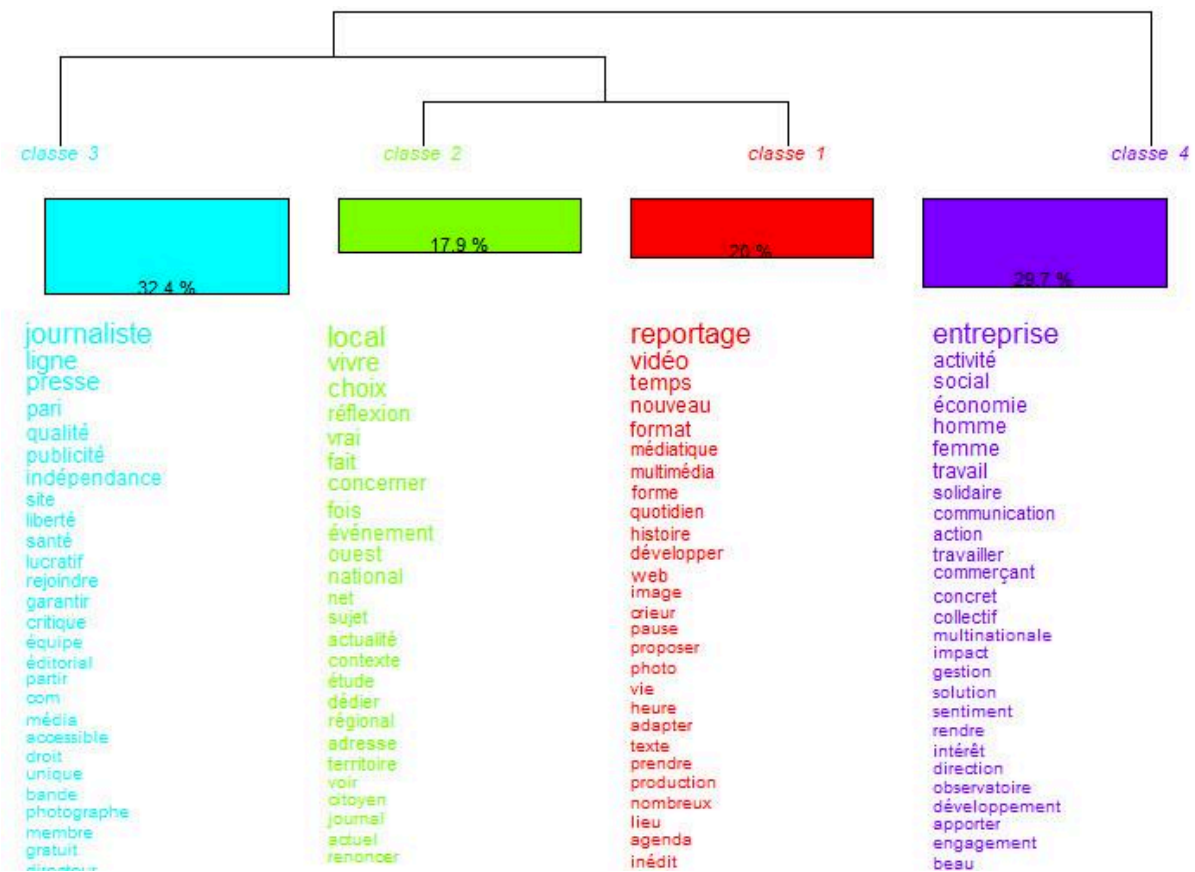 classe 3
classe 2
classe 1
classe 4
32.4 %
17.9 %
20 %
29.7 %
journaliste
ligne
presse
pari
qualité
publicité
indépendance
site
liberté
santé
lucratif
rejoindre
garantir
critique
équipe
éditorial
partir
com
média
accessible
droit
unique
bande
photographe
membre
gratuit
local
vivre
choix
réflexion
vrai
fait
concerner
fois
événement
ouest
national
net
sujet
actualité
contexte
étude
dédier
régional
adresse
territoire
voir
citoyen
journal
actuel
renoncer
reportage
vidéo
temps
nouveau
format
médiatique
multimédia
forme
quotidien
histoire
développer
web
image
crieur
pause
proposer
photo
vie
heure
adapter
texte
prendre
production
nombreux
lieu
agenda
inédit
entreprise
activité
social
économie
homme
femme
travail
solidaire
communication
action
travailler
commerçant
concret
collectif
multinationale
impact
gestion
solution
sentiment
rendre
intérêt
direction
observatoire
développement
apporter
engagement
beau